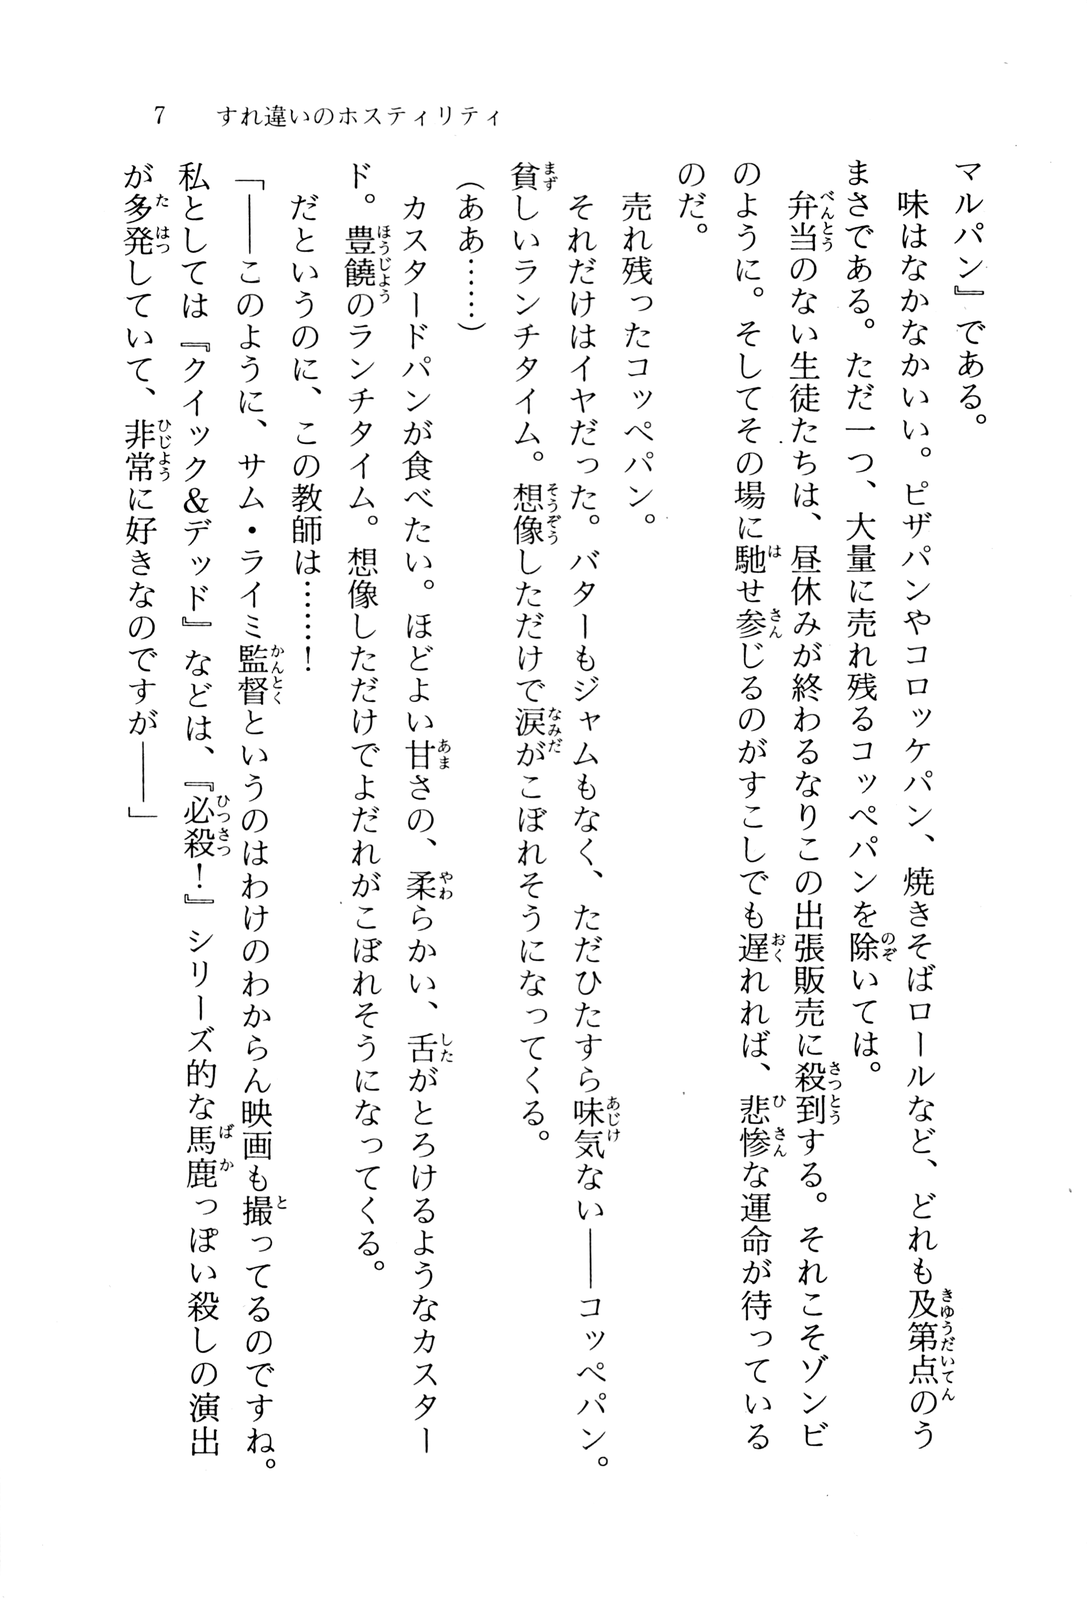 7　すれ違いのホスティリティ
マルパン』である。
　味はなかなかいい。ピザパンやコロッケパン、焼きそばロールなど、どれも及第点のう
まさである。ただ一つ、大量に売れ残るコッペパンを除いては。
　弁当のない生徒たちは、昼休みが終わるなりこの出張販売に殺到する。それこそゾンビ
のように。そしてその場に馳せ参じるのがすこしでも遅れれば、悲惨な運命が待っている
のだ。
　売れ残ったコッペパン。
　それだけはイヤだった。バターもジャムもなく、ただひたすら味気ない――コッペパン。
貧しいランチタイム。想像しただけで涙がこぼれそうになってくる。
（ああ……）
　カスタードパンが食べたい。ほどよい甘さの、柔らかい、舌がとろけるようなカスター
ド。豊饒のランチタイム。想像しただけでよだれがこぼれそうになってくる。
　だというのに、この教師は……！
「――このように、サム・ライミ監督というのはわけのわからん映画も撮ってるのですね。
私としては『クイック&デッド』などは、『必殺！』シリーズ的な馬鹿っぽい殺しの演出
が多発していて、非常に好きなのですが――」